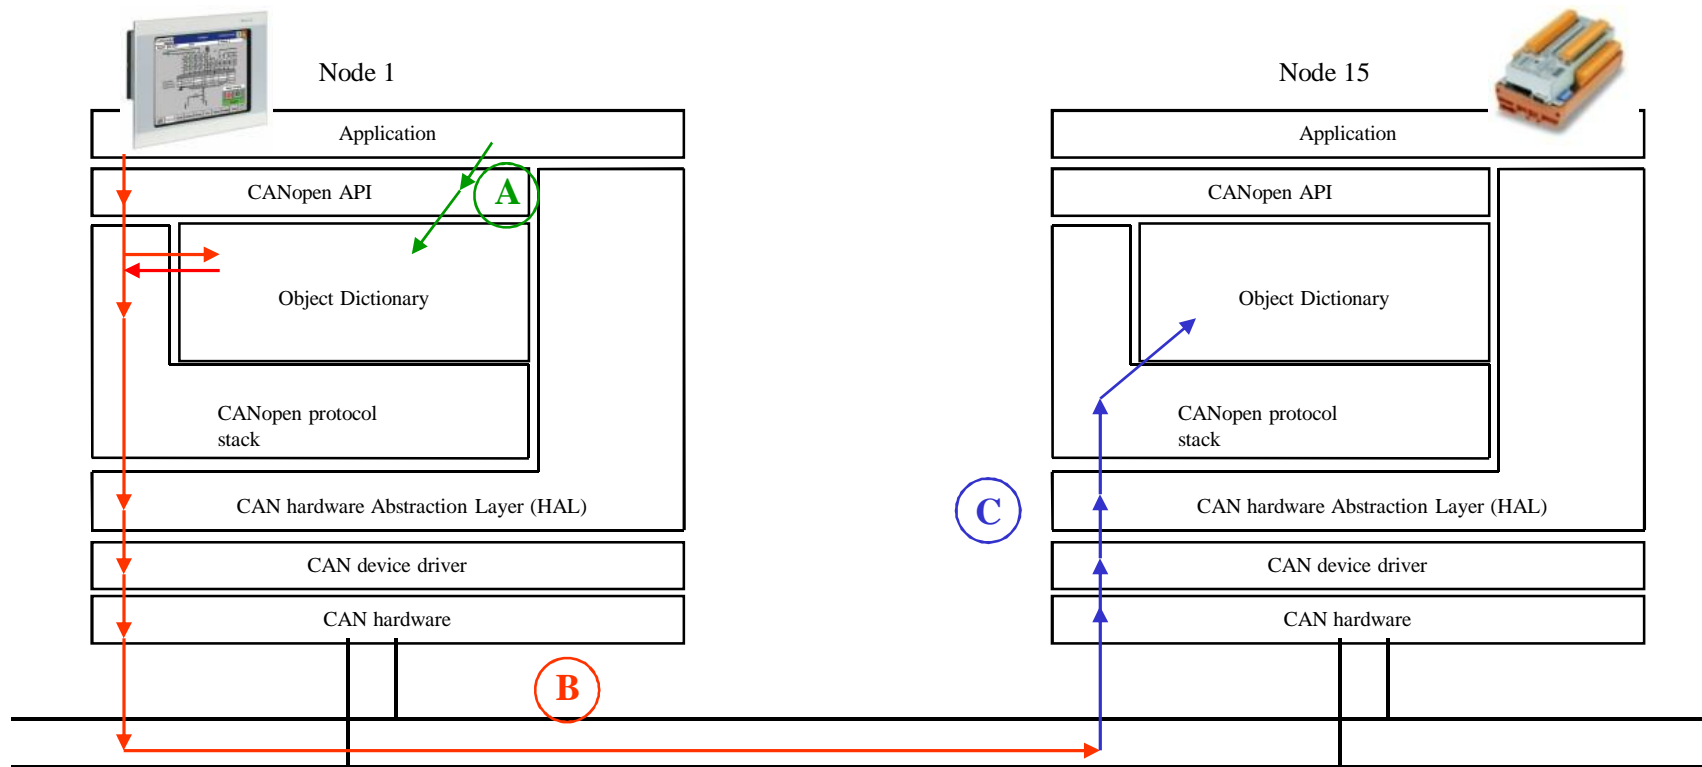 Node 1
Node 15
Application
Application
A
CANopen API
CANopen API
Object Dictionary
Object Dictionary
CANopen protocol
stack
CANopen protocol
stack
C
CAN hardware Abstraction Layer (HAL)
CAN hardware Abstraction Layer (HAL)
CAN device driver
CAN device driver
CAN hardware
CAN hardware
B